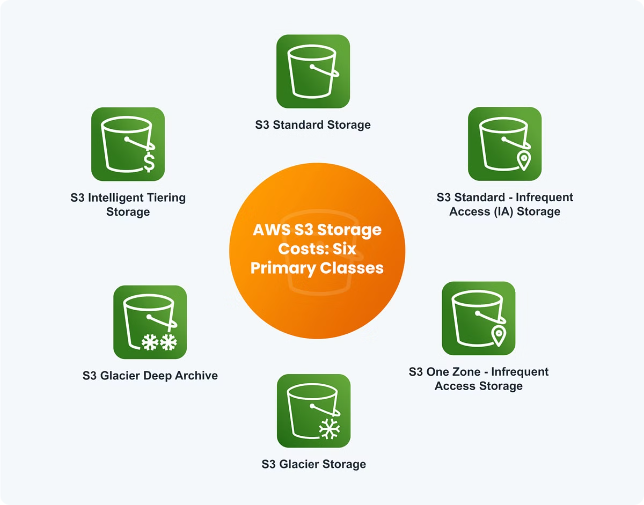 S3 Standard Storage
S3 Intelligent Tiering
Storage
S3 Standard - Infrequent
Access (IA) Storage
AWS S3 Storage
Costs: Six
Primary Classes
S3 Glacier Deep Archive
S3 One Zone - Infrequent
Access Storage
S3 Glacier Storage